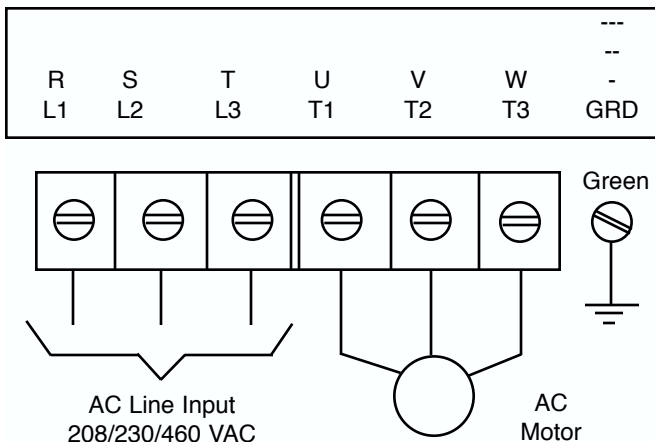 ---
--
R S T U V W -
L1 L2 L3 T1 T2 T3 GRD
Green
AC Line Input
208/230/460 VAC
AC
Motor